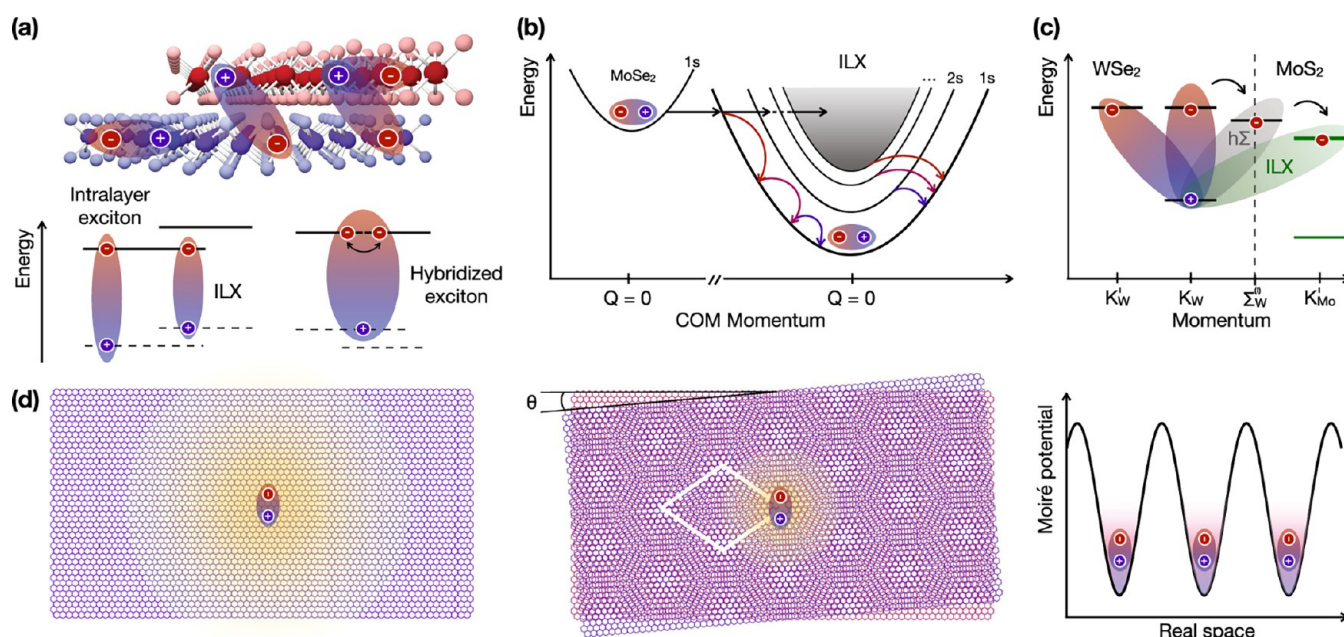 (a)
Energy
Intralayer
exciton
ILX
Hybridized
exciton
(b)
Energy
MoSe₂
1s
ILX
... 2s 1s
Q = 0
Q = 0
COM Momentum
(c)
Energy
WSe₂
MoS₂
hΣ
ILX
K'W
KW
K'Mo
Momentum
(d)
θ
Moiré potential
Real space